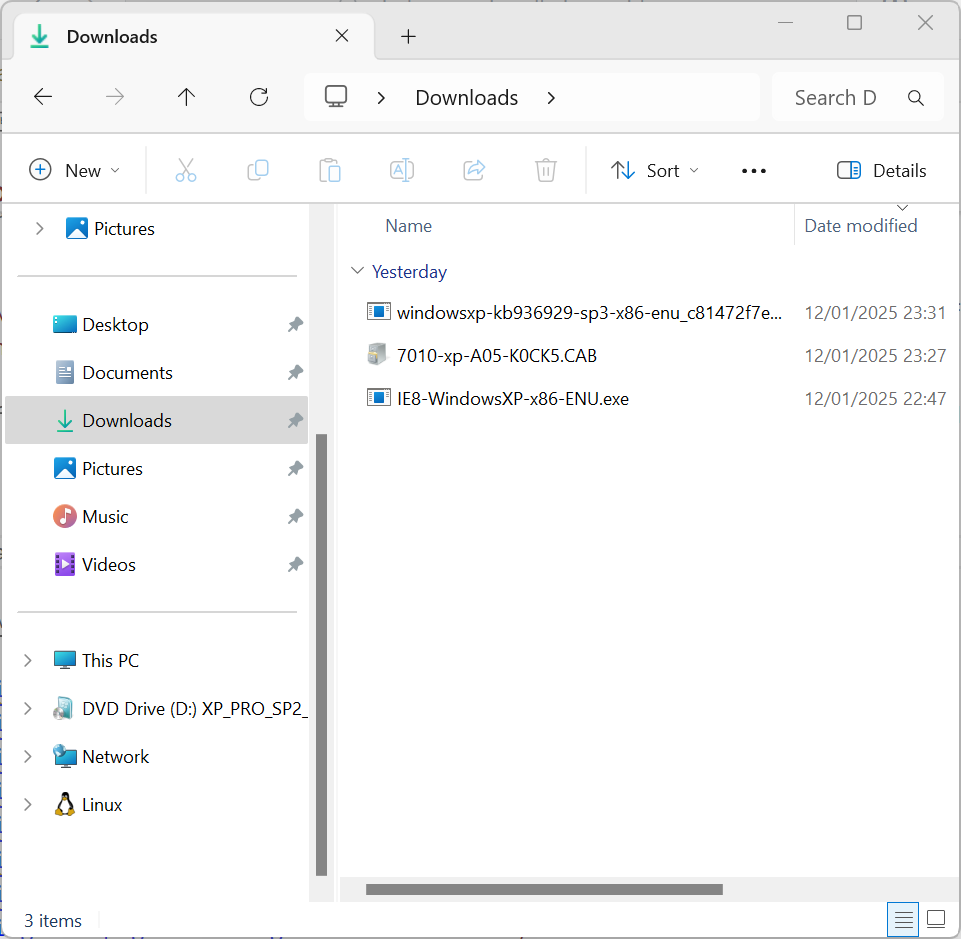 Downloads
Downloads
Search D
New
Sort
Details
Pictures
Desktop
Documents
Downloads
Pictures
Music
Videos
This PC
DVD Drive (D:) XP_PRO_SP2_
Network
Linux
Name
Date modified
Yesterday
windowsxp-kb936929-sp3-x86-enu_c81472f7e... 12/01/2025 23:31
7010-xp-A05-K0CK5.CAB 12/01/2025 23:27
IE8-WindowsXP-x86-ENU.exe 12/01/2025 22:47
3 items